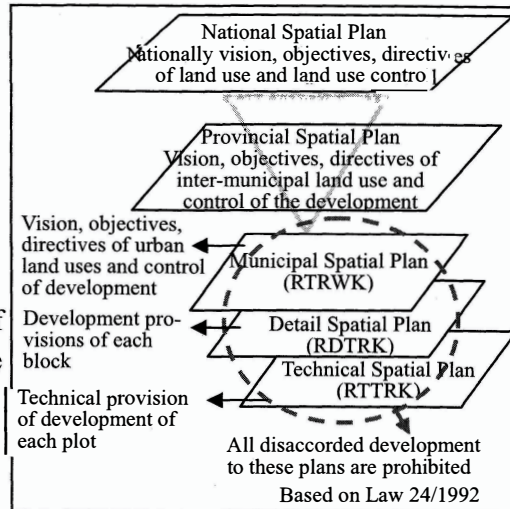 National Spatial Plan
Nationally vision, objectives, directives
of land use and land use control
Provincial Spatial Plan
Vision, objectives, directives of
inter-municipal land use and
control of the development
Vision, objectives,
directives of urban
land uses and control
of development
Municipal Spatial Plan
(RTRWK)
Development pro-
visions of each
block
Detail Spatial Plan
(RDTRK)
Technical Spatial Plan
(RTTRK)
Technical provision
of development of
each plot
All disaccorded development
to these plans are prohibited
Based on Law 24/1992